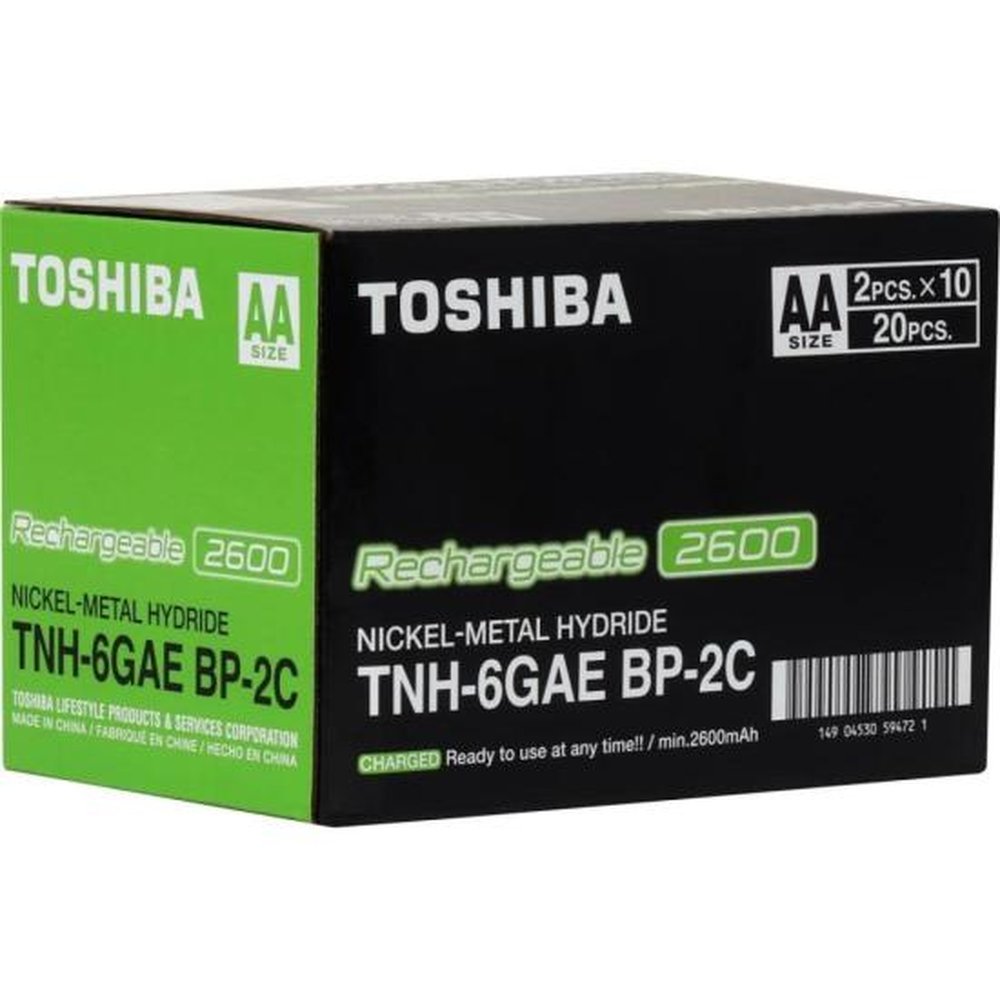 TOSHIBA
AA
SIZE
Rechargeable 2600
NICKEL-METAL HYDRIDE
TNH-6GAE BP-2C
TOSHIBA LIFESTYLE PRODUCTS & SERVICES CORPORATION
MADE IN CHINA / FABRIQUÉ EN CHINE / HECHO EN CHINA
TOSHIBA
AA
SIZE
2PCS.×10
20PCS.
Rechargeable 2600
NICKEL-METAL HYDRIDE
TNH-6GAE BP-2C
CHARGED Ready to use at any time!! / min.2600mAh
149 04530 59472 1